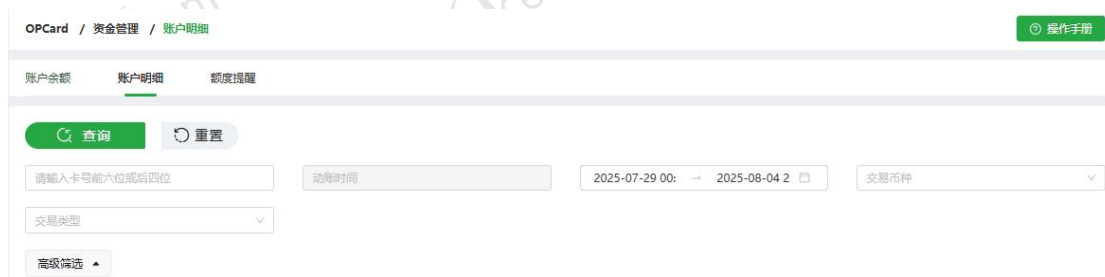 OPCard / 资金管理 / 账户明细
操作手册
账户余额 账户明细 额度提醒
查询 重置
请输入卡号前六位或后四位 动账时间 2025-07-29 00: → 2025-08-04 2 交易币种
交易类型
高级筛选